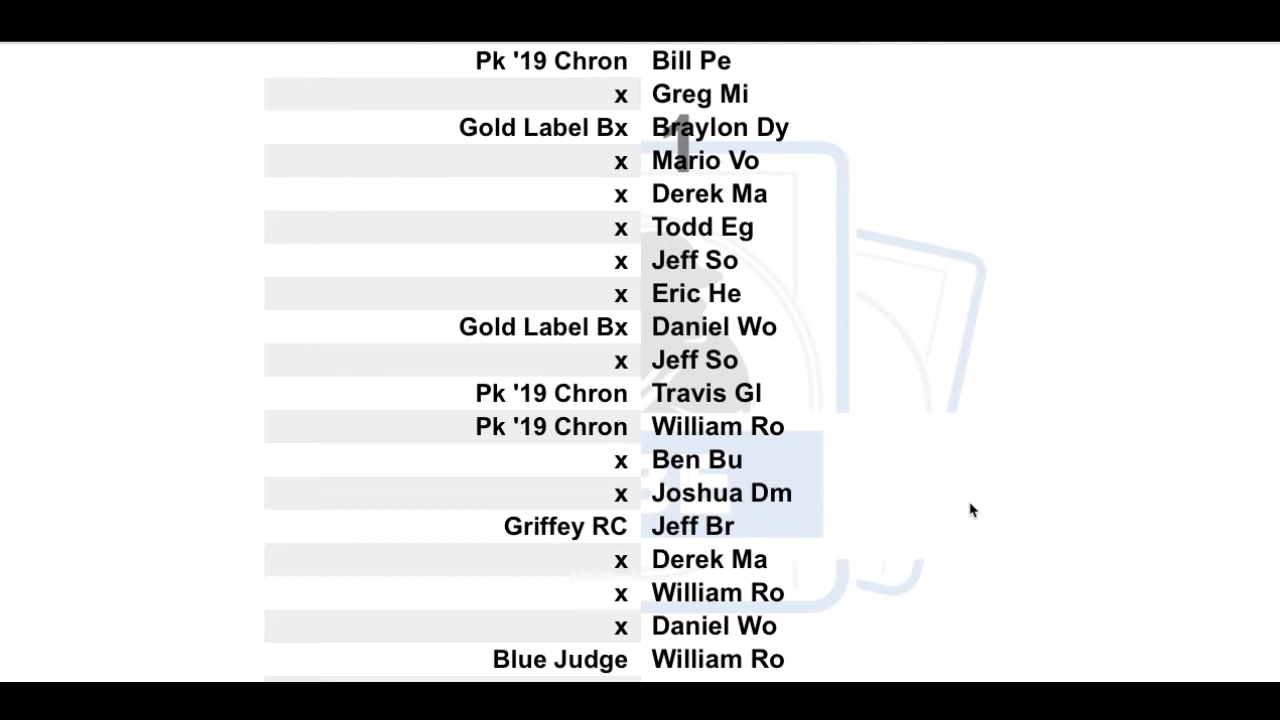 Pk '19 Chron Bill Pe
x Greg Mi
Gold Label Bx Braylon Dy
x Mario Vo
x Derek Ma
x Todd Eg
x Jeff So
x Eric He
Gold Label Bx Daniel Wo
x Jeff So
Pk '19 Chron Travis Gl
Pk '19 Chron William Ro
x Ben Bu
x Joshua Dm
Griffey RC Jeff Br
x Derek Ma
x William Ro
x Daniel Wo
Blue Judge William Ro